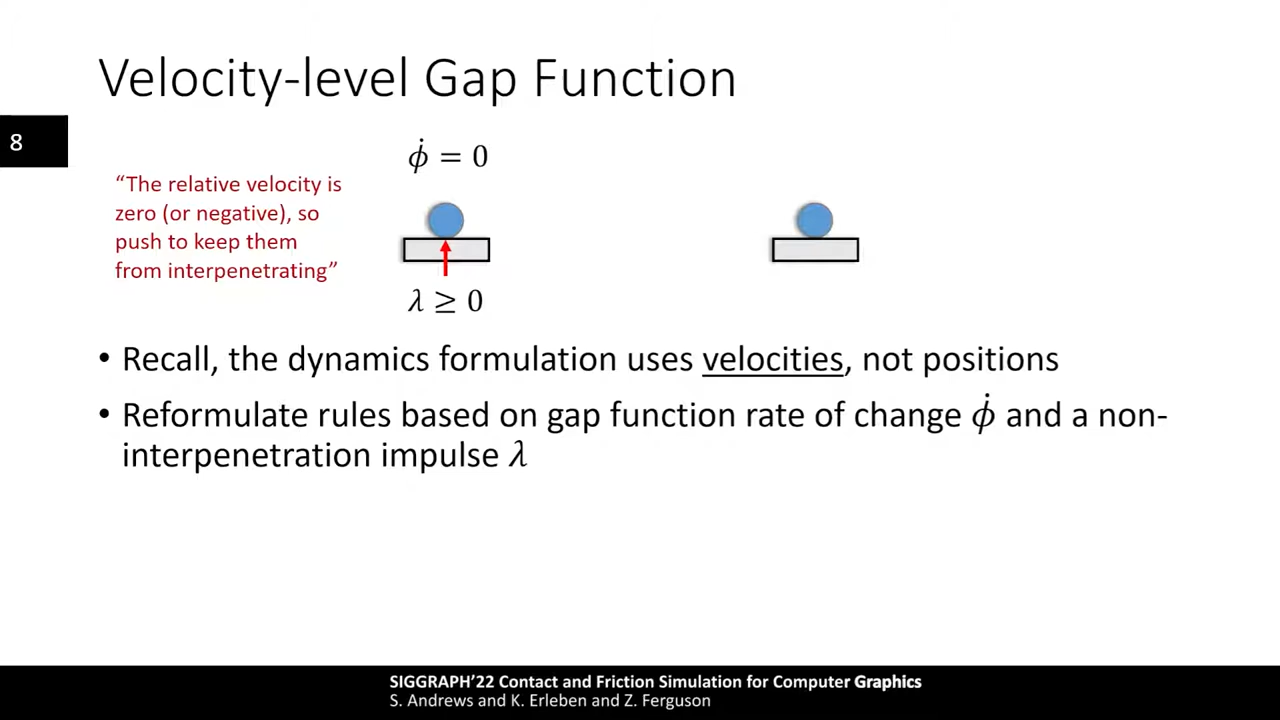 Velocity-level Gap Function
8
ϕ̇ = 0
“The relative velocity is
zero (or negative), so
push to keep them
from interpenetrating”
λ ≥ 0
• Recall, the dynamics formulation uses velocities, not positions
• Reformulate rules based on gap function rate of change ϕ̇ and a non-
interpenetration impulse λ
SIGGRAPH’22 Contact and Friction Simulation for Computer Graphics
S. Andrews and K. Erleben and Z. Ferguson